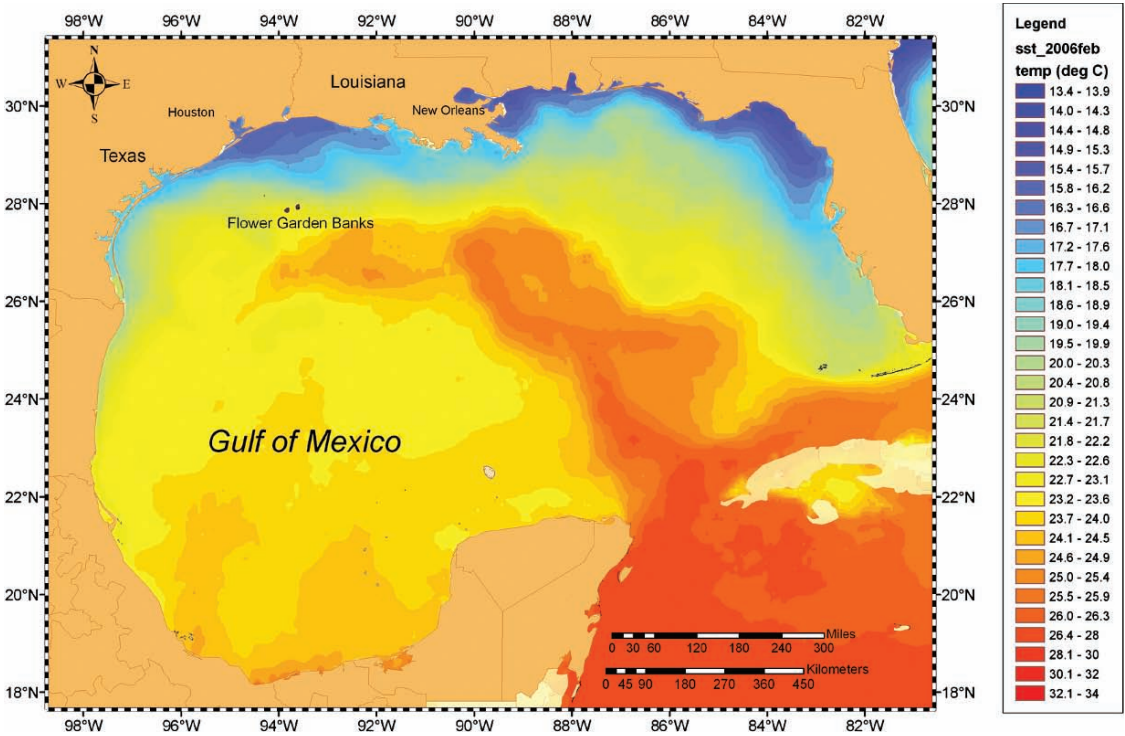 98°W 96°W 94°W 92°W 90°W 88°W 86°W 84°W 82°W
N
W E
S
Louisiana
30°N New Orleans 30°N
Houston
Texas
28°N 28°N
Flower Garden Banks
26°N 26°N
24°N 24°N
Gulf of Mexico
22°N 22°N
20°N 20°N
Miles
0 30 60 120 180 240 300
Kilometers
0 45 90 180 270 360 450
18°N 18°N
98°W 96°W 94°W 92°W 90°W 88°W 86°W 84°W 82°W
Legend
sst_2006feb
temp (deg C)
13.4 - 13.9
14.0 - 14.3
14.4 - 14.8
14.9 - 15.3
15.4 - 15.7
15.8 - 16.2
16.3 - 16.6
16.7 - 17.1
17.2 - 17.6
17.7 - 18.0
18.1 - 18.5
18.6 - 18.9
19.0 - 19.4
19.5 - 19.9
20.0 - 20.3
20.4 - 20.8
20.9 - 21.3
21.4 - 21.7
21.8 - 22.2
22.3 - 22.6
22.7 - 23.1
23.2 - 23.6
23.7 - 24.0
24.1 - 24.5
24.6 - 24.9
25.0 - 25.4
25.5 - 25.9
26.0 - 26.3
26.4 - 28
28.1 - 30
30.1 - 32
32.1 - 34